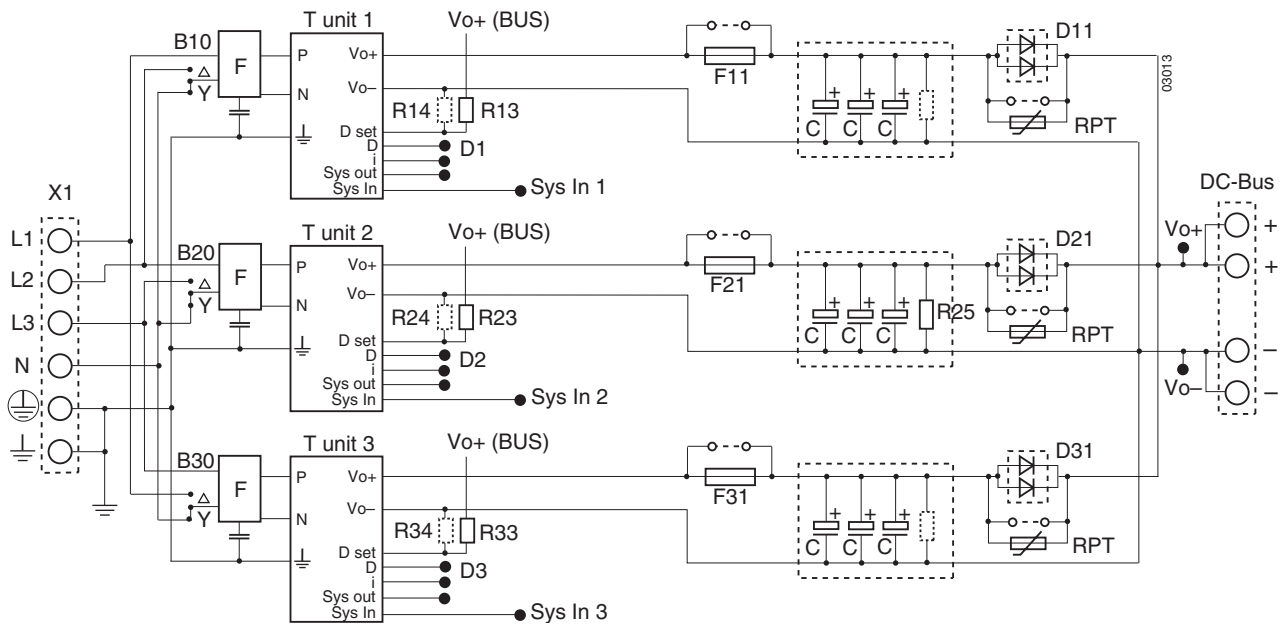 T unit 1
Vo+ (BUS)
B10
F
P
Vo+
F11
D11
03013
Δ
Y
N
Vo–
R14
R13
+
+
+
C
C
C
RPT
D set
D
D1
i
Sys out
Sys In
Sys In 1
X1
DC-Bus
T unit 2
Vo+ (BUS)
L1
B20
F
P
Vo+
F21
D21
Vo+
+
+
L2
Δ
Y
N
Vo–
R24
R23
+
+
+
C
C
C
R25
RPT
L3
D set
D
D2
i
Sys out
Sys In
Sys In 2
N
Vo–
–
–
T unit 3
Vo+ (BUS)
B30
F
P
Vo+
F31
D31
Δ
Y
N
Vo–
R34
R33
+
+
+
C
C
C
RPT
D set
D
D3
i
Sys out
Sys In
Sys In 3